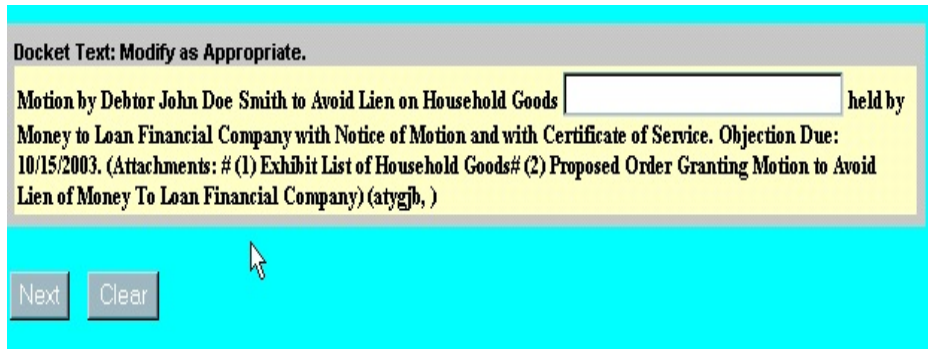 Docket Text: Modify as Appropriate.
Motion by Debtor John Doe Smith to Avoid Lien on Household Goods held by
Money to Loan Financial Company with Notice of Motion and with Certificate of Service. Objection Due:
10/15/2003. (Attachments: # (1) Exhibit List of Household Goods# (2) Proposed Order Granting Motion to Avoid
Lien of Money To Loan Financial Company) (atygjb, )
Next Clear